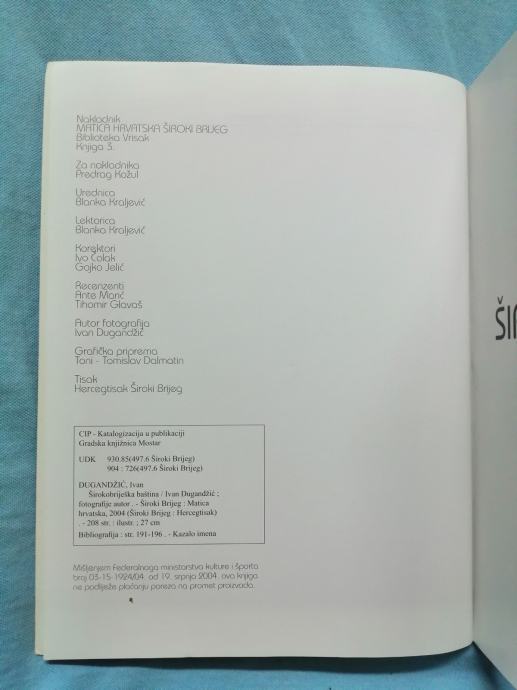 Nakladnik
MATICA HRVATSKA ŠIROKI BRIJEG
Biblioteka Vrisak
Knjiga 3.
Za nakladnika
Predrag Kožul
Urednica
Blanka Kraljević
Lektorica
Blanka Kraljević
Korektori
Ivo Čolak
Gojko Jelić
Recenzenti
Ante Marić
Tihomir Glavaš
Autor fotografija
Ivan Dugandžić
Grafička priprema
Toni - Tomislav Dalmatin
Tisak
Hercegtisak Široki Brijeg
CIP - Katalogizacija u publikaciji
Gradska knjižnica Mostar
UDK 930.85(497.6 Široki Brijeg)
904 : 726(497.6 Široki Brijeg)
DUGANDŽIĆ, Ivan
Širokobriješka baština / Ivan Dugandžić ;
fotografije autor . - Široki Brijeg : Matica
hrvatska, 2004 (Široki Brijeg : Hercegtisak)
. - 208 str. : ilustr. ; 27 cm
Bibliografija : str. 191-196 . - Kazalo imena
Mišljenjem Federalnoga ministarstva kulture i športa
broj 03-15-1924/04. od 19. srpnja 2004. ova knjiga
ne podliježe plaćanju poreza na promet proizvoda.